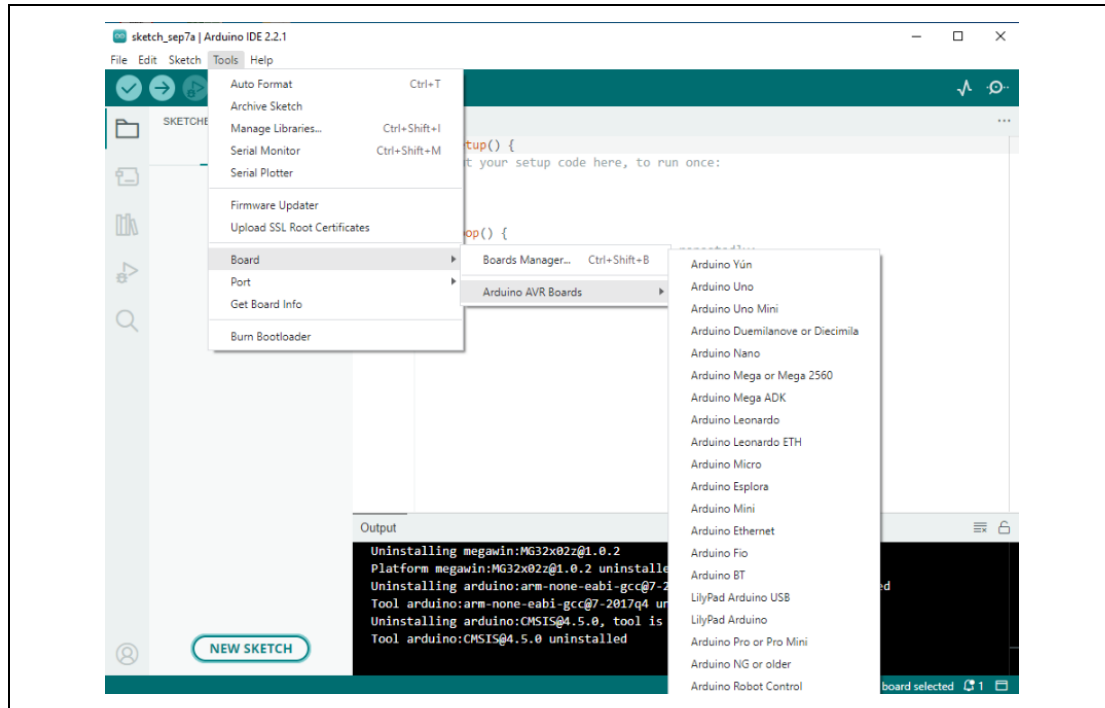 sketch_sep7a | Arduino IDE 2.2.1
File Edit Sketch Tools Help
Auto Format Ctrl+T
Archive Sketch
Manage Libraries... Ctrl+Shift+I
Serial Monitor Ctrl+Shift+M
Serial Plotter
Firmware Updater
Upload SSL Root Certificates
Board
Port
Get Board Info
Burn Bootloader
Boards Manager... Ctrl+Shift+B
Arduino AVR Boards
Arduino Yún
Arduino Uno
Arduino Uno Mini
Arduino Duemilanove or Diecimila
Arduino Nano
Arduino Mega or Mega 2560
Arduino Mega ADK
Arduino Leonardo
Arduino Leonardo ETH
Arduino Micro
Arduino Esplora
Arduino Mini
Arduino Ethernet
Arduino Fio
Arduino BT
LilyPad Arduino USB
LilyPad Arduino
Arduino Pro or Pro Mini
Arduino NG or older
Arduino Robot Control
SKETCHE
tup() {
t your setup code here, to run once:
op() {
Output
Uninstalling megawin:MG32x02z@1.0.2
Platform megawin:MG32x02z@1.0.2 uninstalle
Uninstalling arduino:arm-none-eabi-gcc@7-2 ed
Tool arduino:arm-none-eabi-gcc@7-2017q4 un
Uninstalling arduino:CMSIS@4.5.0, tool is
Tool arduino:CMSIS@4.5.0 uninstalled
NEW SKETCH
board selected 1